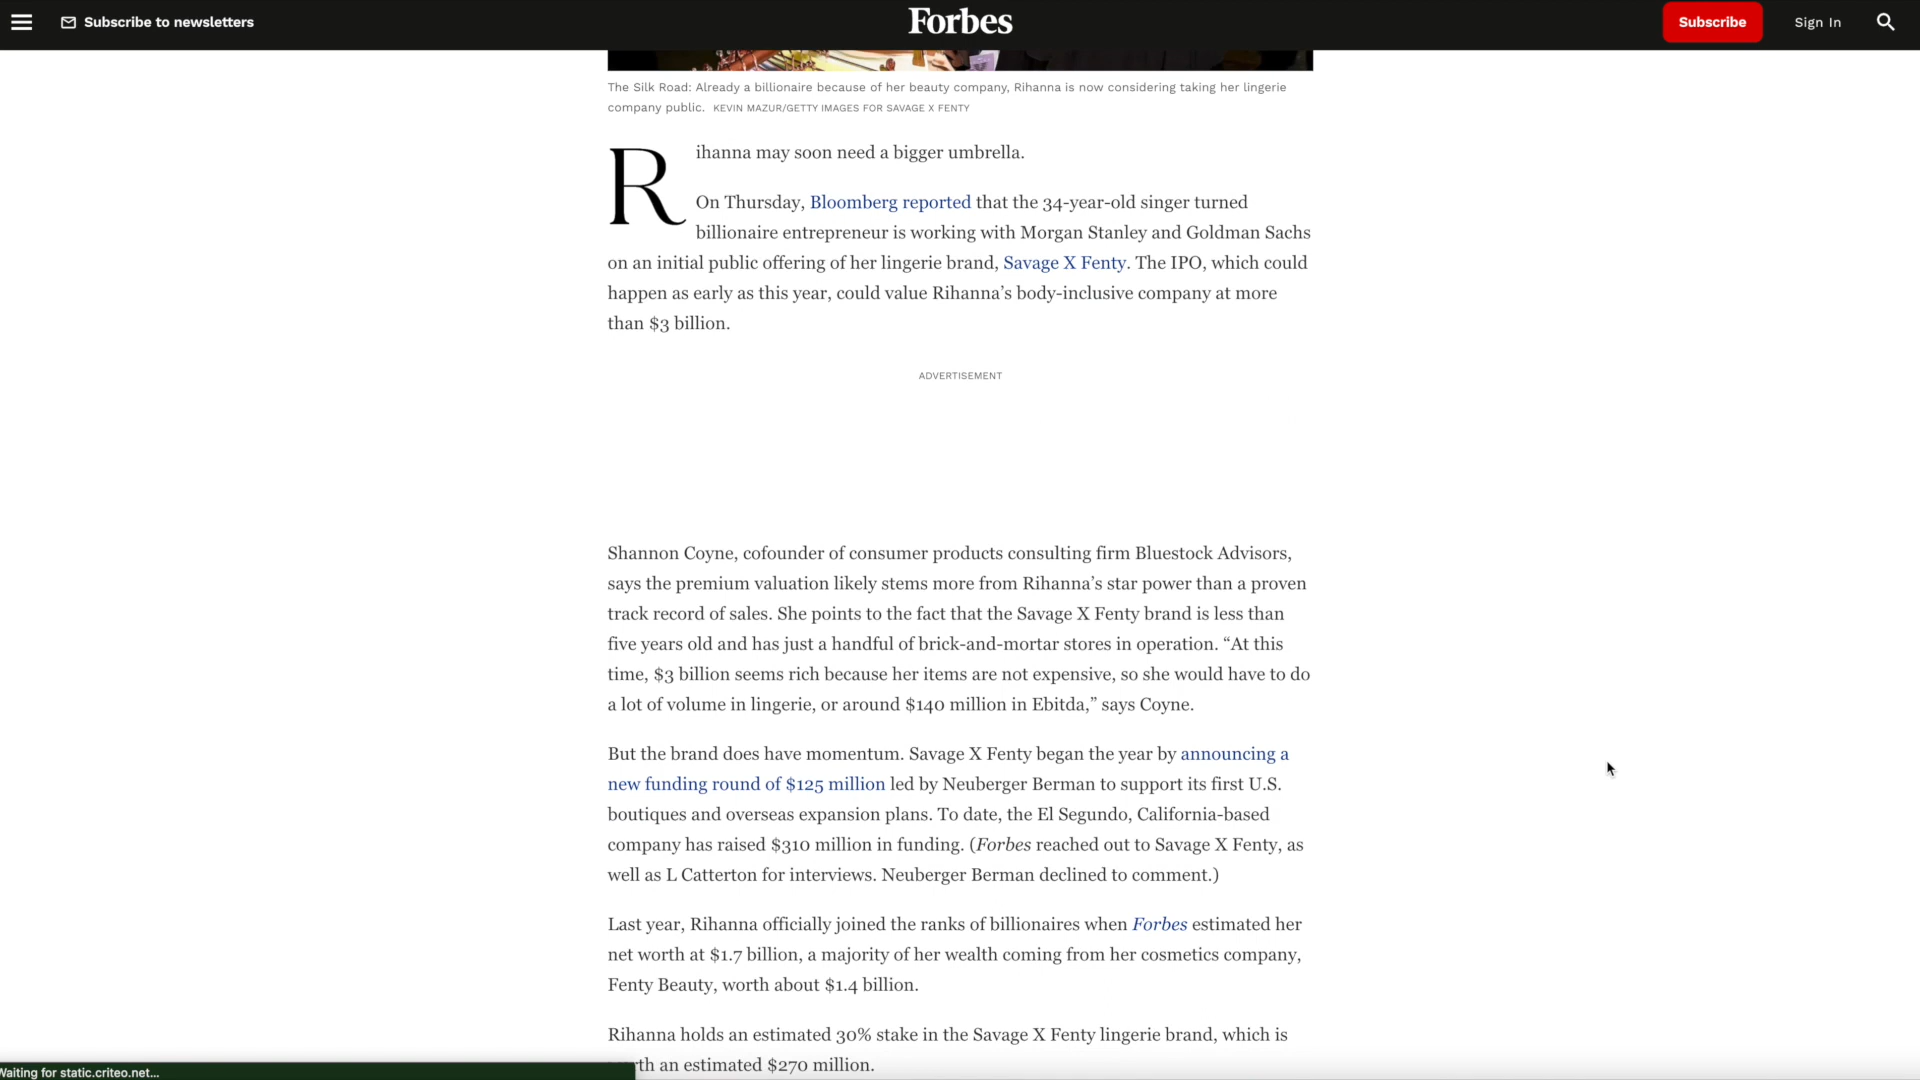 Subscribe to newsletters
Forbes
Subscribe
Sign In
The Silk Road: Already a billionaire because of her beauty company, Rihanna is now considering taking her lingerie
company public. KEVIN MAZUR/GETTY IMAGES FOR SAVAGE X FENTY
Rihanna may soon need a bigger umbrella.
On Thursday, Bloomberg reported that the 34-year-old singer turned
billionaire entrepreneur is working with Morgan Stanley and Goldman Sachs
on an initial public offering of her lingerie brand, Savage X Fenty. The IPO, which could
happen as early as this year, could value Rihanna’s body-inclusive company at more
than $3 billion.
ADVERTISEMENT
Shannon Coyne, cofounder of consumer products consulting firm Bluestock Advisors,
says the premium valuation likely stems more from Rihanna’s star power than a proven
track record of sales. She points to the fact that the Savage X Fenty brand is less than
five years old and has just a handful of brick-and-mortar stores in operation. “At this
time, $3 billion seems rich because her items are not expensive, so she would have to do
a lot of volume in lingerie, or around $140 million in Ebitda,” says Coyne.
But the brand does have momentum. Savage X Fenty began the year by announcing a
new funding round of $125 million led by Neuberger Berman to support its first U.S.
boutiques and overseas expansion plans. To date, the El Segundo, California-based
company has raised $310 million in funding. (Forbes reached out to Savage X Fenty, as
well as L Catterton for interviews. Neuberger Berman declined to comment.)
Last year, Rihanna officially joined the ranks of billionaires when Forbes estimated her
net worth at $1.7 billion, a majority of her wealth coming from her cosmetics company,
Fenty Beauty, worth about $1.4 billion.
Rihanna holds an estimated 30% stake in the Savage X Fenty lingerie brand, which is
an estimated $270 million.
Waiting for static.criteo.net...